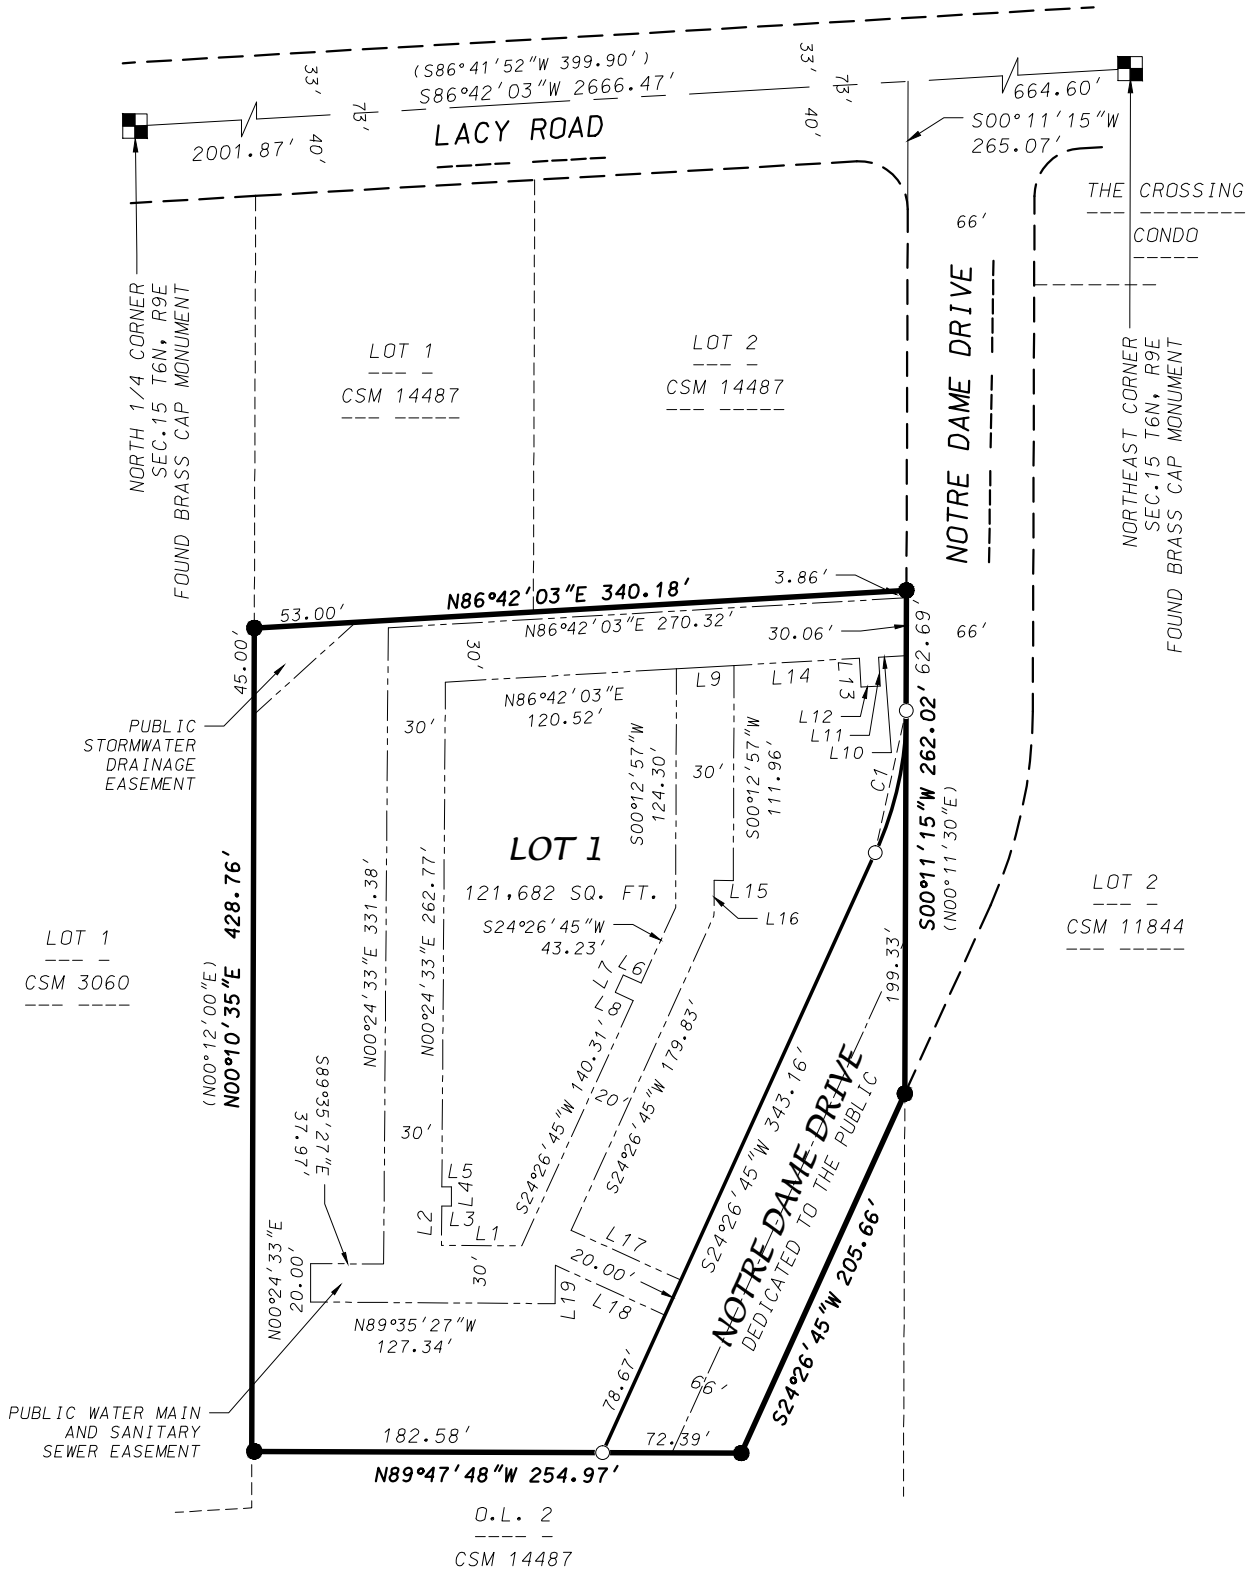 (S86°41'52"W 399.90')
S86°42'03"W 2666.47'
33'
73'
40'
33'
73'
40'
664.60'
2001.87'
LACY ROAD
S00°11'15"W
265.07'
THE CROSSING
CONDO
66'
NOTRE DAME DRIVE
NORTH 1/4 CORNER
SEC.15 T6N, R9E
FOUND BRASS CAP MONUMENT
NORTHEAST CORNER
SEC.15 T6N, R9E
FOUND BRASS CAP MONUMENT
LOT 1
CSM 14487
LOT 2
CSM 14487
N86°42'03"E 340.18'
3.86'
53.00'
N86°42'03"E 270.32'
30.06'
62.69'
66'
45.00'
30'
L9
L14
L13
N86°42'03"E
120.52'
L12
L11
L10
PUBLIC
STORMWATER
DRAINAGE
EASEMENT
30'
S00°12'57"W
124.30'
30'
S00°12'57"W
111.96'
C1
S00°11'15"W 262.02'
(N00°11'30"E)
LOT 1
121,682 SQ. FT.
L15
L16
S24°26'45"W
43.23'
LOT 2
CSM 11844
LOT 1
CSM 3060
(N00°12'00"E)
N00°10'35"E 428.76'
N00°24'33"E 331.38'
N00°24'33"E 262.77'
L6
L7
L8
199.33'
S24°26'45"W 140.31'
S24°26'45"W 179.83'
20'
S24°26'45"W 343.16'
NOTRE DAME DRIVE
DEDICATED TO THE PUBLIC
S89°35'27"E
37.97'
30'
L5
L4
L3
L2
L1
30'
N00°24'33"E
20.00'
L17
20.00'
L18
L19
N89°35'27"W
127.34'
S24°26'45"W 205.66'
78.67'
66'
PUBLIC WATER MAIN
AND SANITARY
SEWER EASEMENT
182.58'
72.39'
N89°47'48"W 254.97'
O.L. 2
CSM 14487